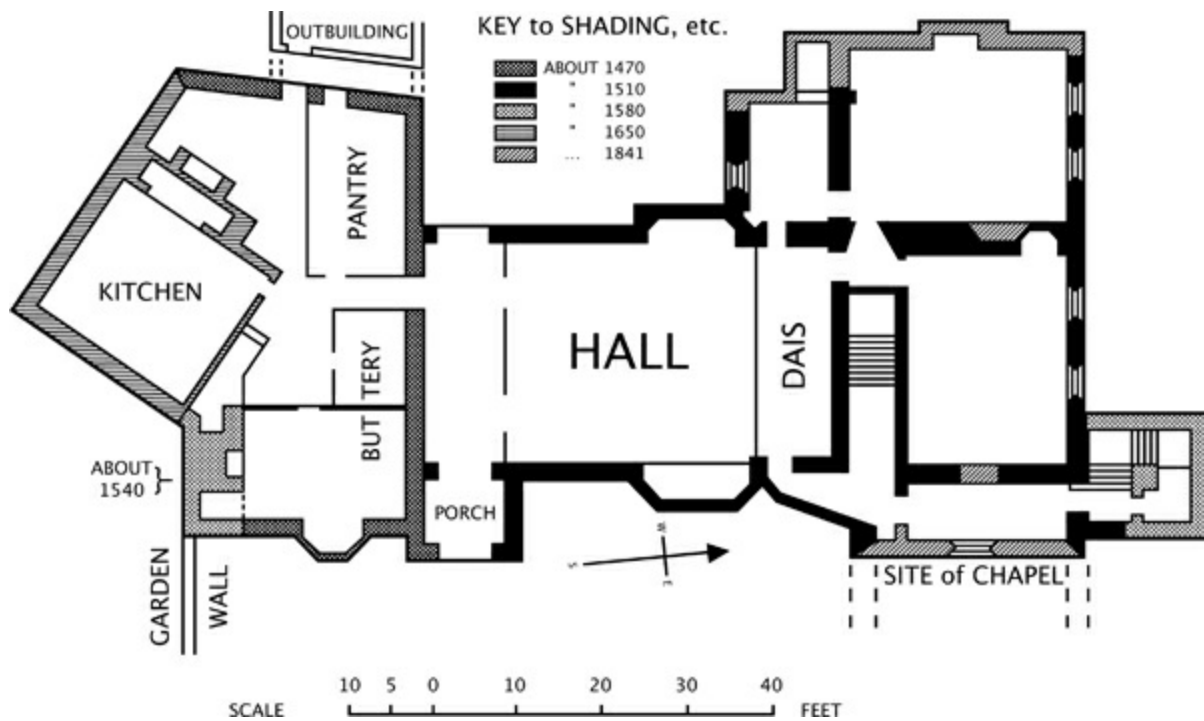 OUTBUILDING
KEY to SHADING, etc.
ABOUT 1470
" 1510
" 1580
" 1650
... 1841
PANTRY
KITCHEN
HALL
DAIS
BUT TERY
ABOUT
1540
PORCH
W
S
E
SITE of CHAPEL
GARDEN
WALL
10 5 0 10 20 30 40
SCALE FEET